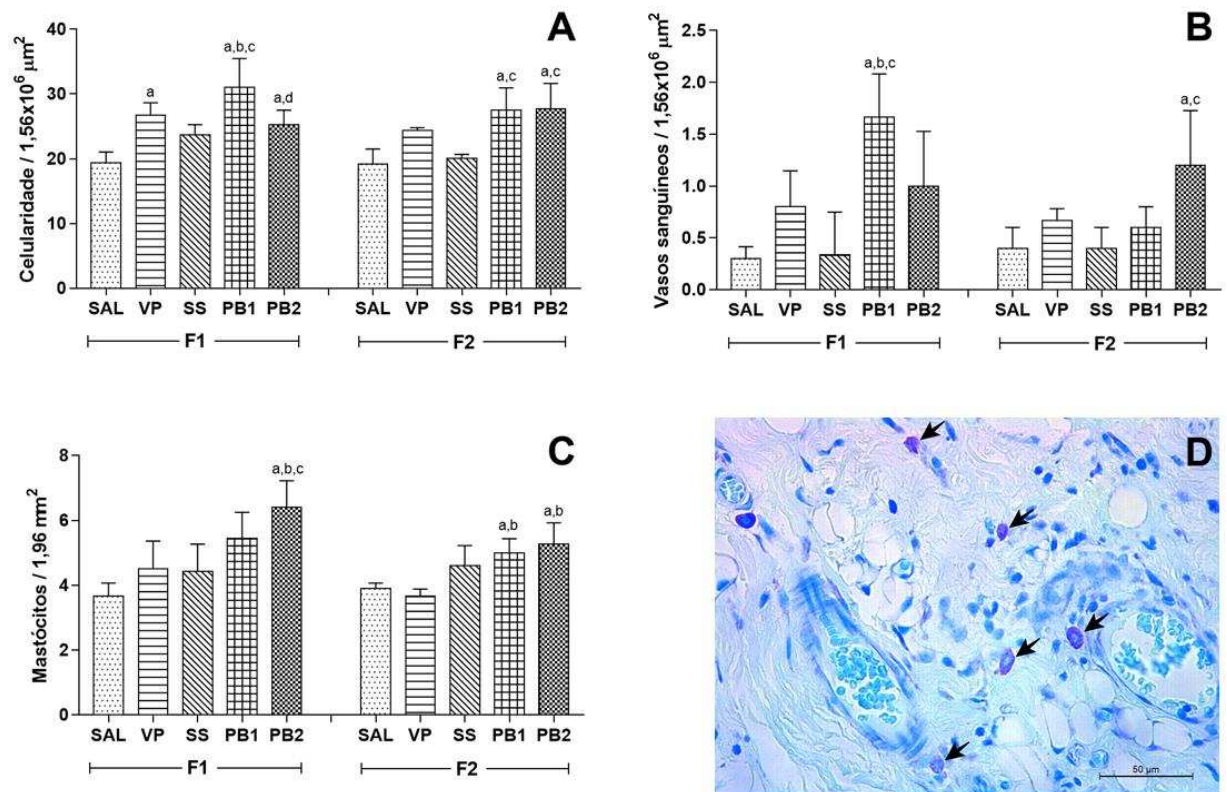 A
Celularidade / 1,56x10⁶ µm²
40
30
20
10
0
a
a,b,c
a,d
a,c
a,c
SAL VP SS PB1 PB2 SAL VP SS PB1 PB2
F1 F2
B
Vasos sanguíneos / 1,56x10⁶ µm²
2.5
2.0
1.5
1.0
0.5
0.0
a,b,c
a,c
SAL VP SS PB1 PB2 SAL VP SS PB1 PB2
F1 F2
C
Mastócitos / 1,96 mm²
8
6
4
2
0
a,b,c
a,b
a,b
SAL VP SS PB1 PB2 SAL VP SS PB1 PB2
F1 F2
D
50 µm